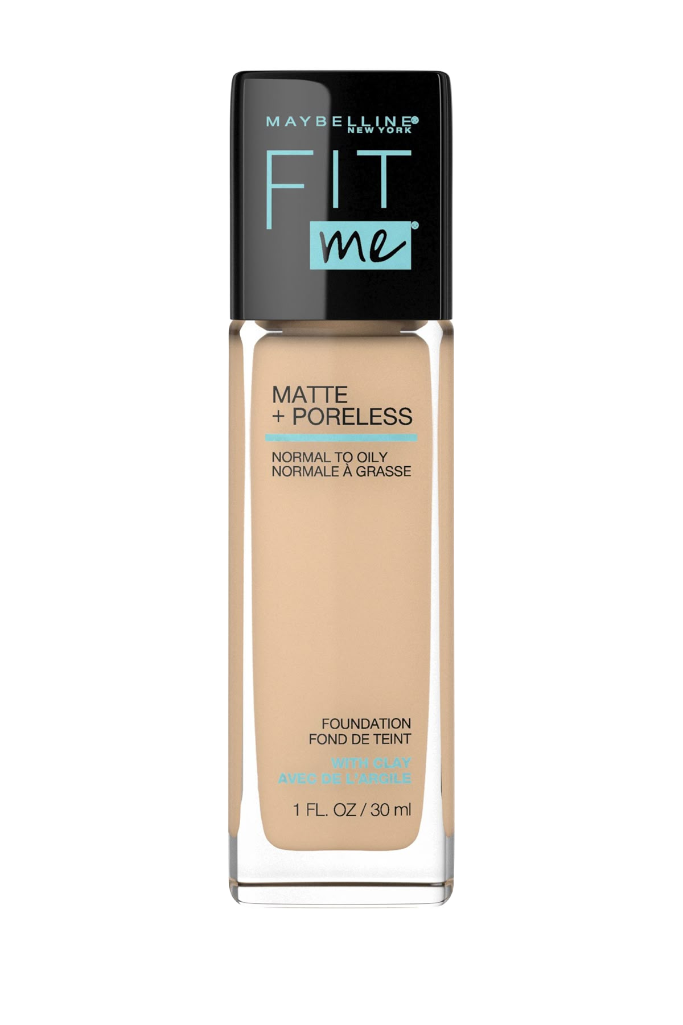 MAYBELLINE®
NEW YORK
FIT
me®
MATTE
+ PORELESS
NORMAL TO OILY
NORMALE À GRASSE
FOUNDATION
FOND DE TEINT
WITH CLAY
AVEC DE L'ARGILE
1 FL. OZ / 30 ml